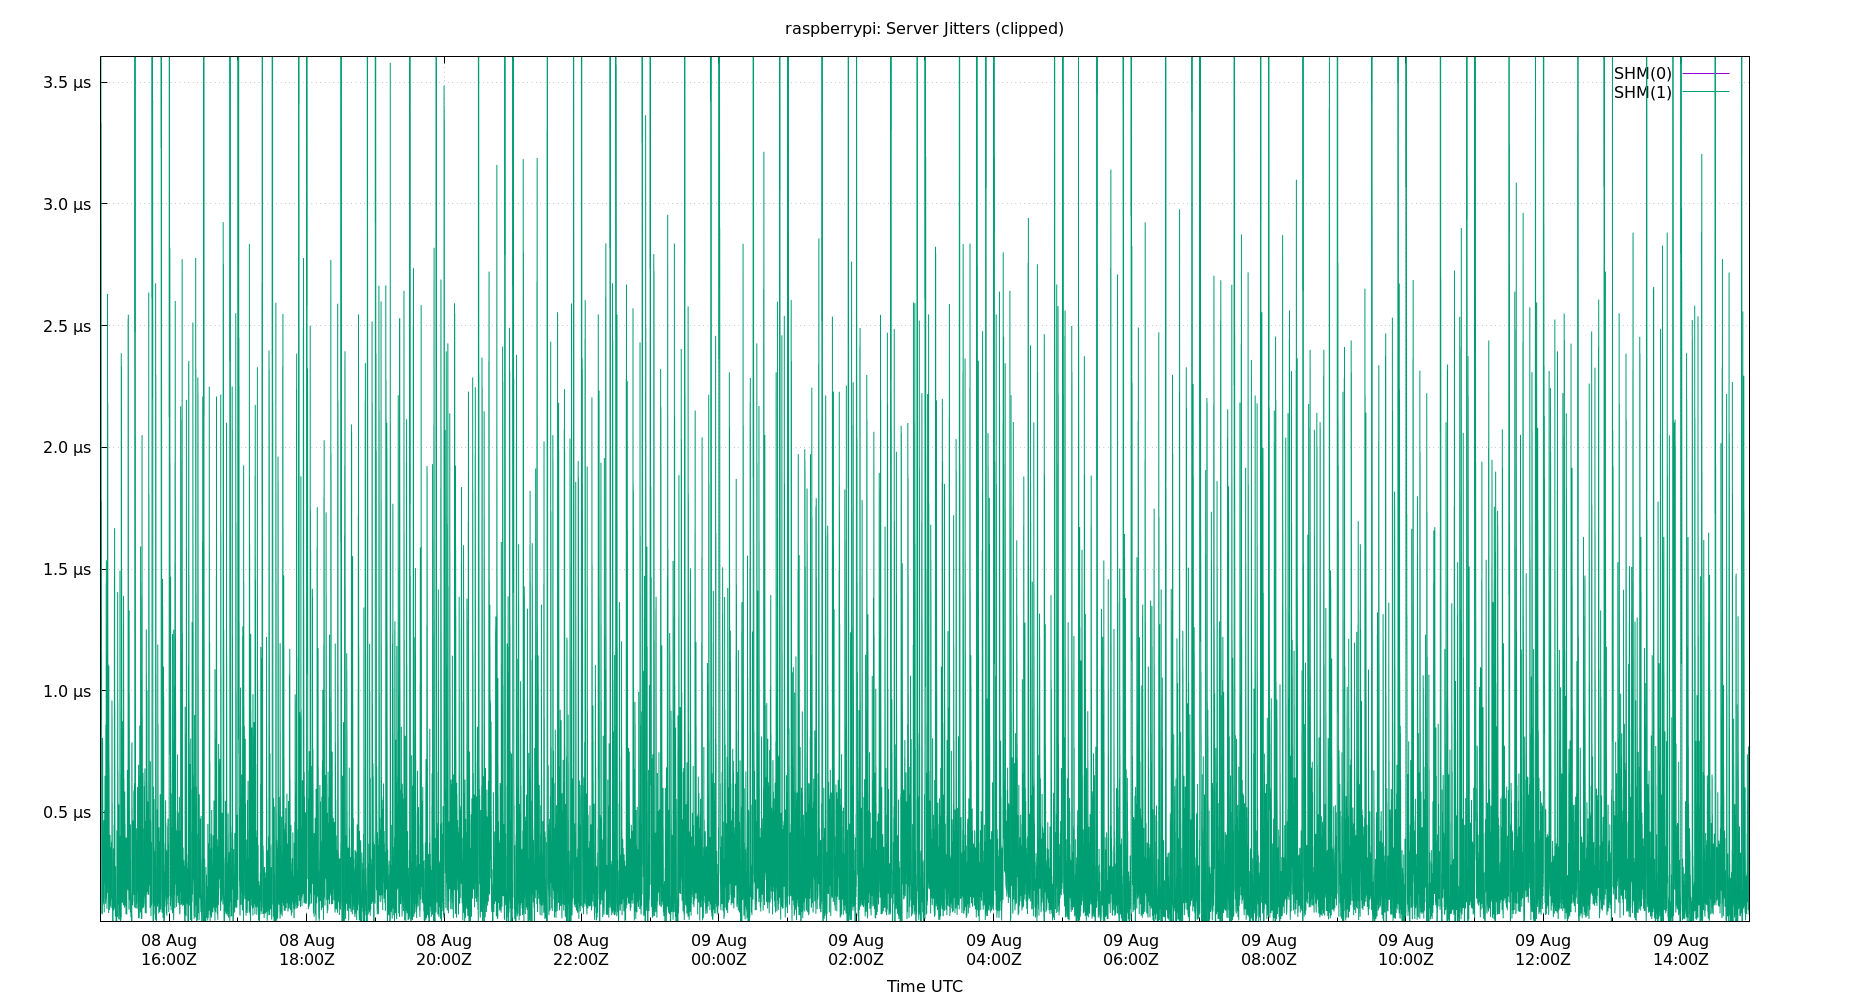 raspberrypi: Server Jitters (clipped)
3.5 µs
3.0 µs
2.5 µs
2.0 µs
1.5 µs
1.0 µs
0.5 µs
SHM(0)
SHM(1)
08 Aug
16:00Z
08 Aug
18:00Z
08 Aug
20:00Z
08 Aug
22:00Z
09 Aug
00:00Z
09 Aug
02:00Z
09 Aug
04:00Z
09 Aug
06:00Z
09 Aug
08:00Z
09 Aug
10:00Z
09 Aug
12:00Z
09 Aug
14:00Z
Time UTC